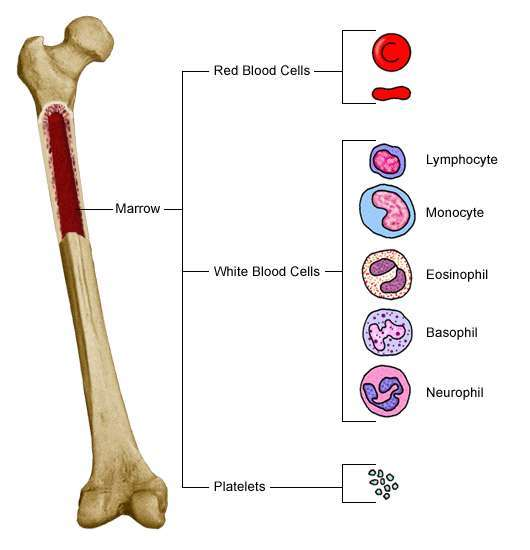 Red Blood Cells
Lymphocyte
Marrow
Monocyte
White Blood Cells
Eosinophil
Basophil
Neurophil
Platelets